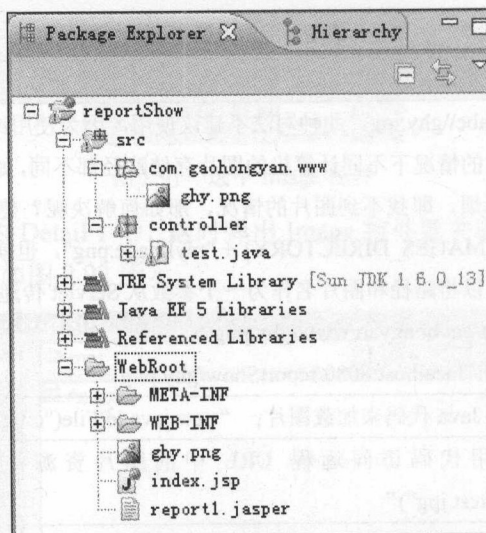 Package Explorer Hierarchy
reportShow
src
com.gaohongyan.www
ghy.png
controller
test.java
JRE System Library [Sun JDK 1.6.0_13]
Java EE 5 Libraries
Referenced Libraries
WebRoot
META-INF
WEB-INF
ghy.png
index.jsp
report1.jasper